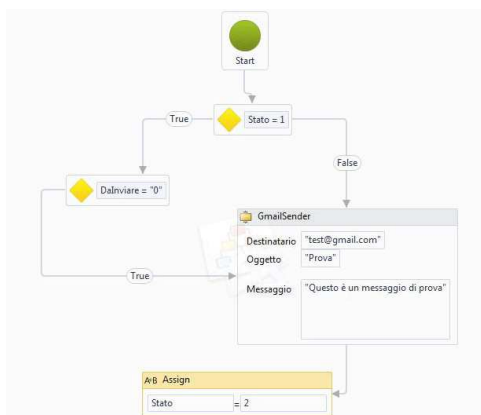 Start
True
Stato = 1
False
DaInviare = "0"
GmailSender
Destinatario "test@gmail.com"
Oggetto "Prova"
True
Messaggio "Questo è un messaggio di prova"
A+B Assign
Stato = 2